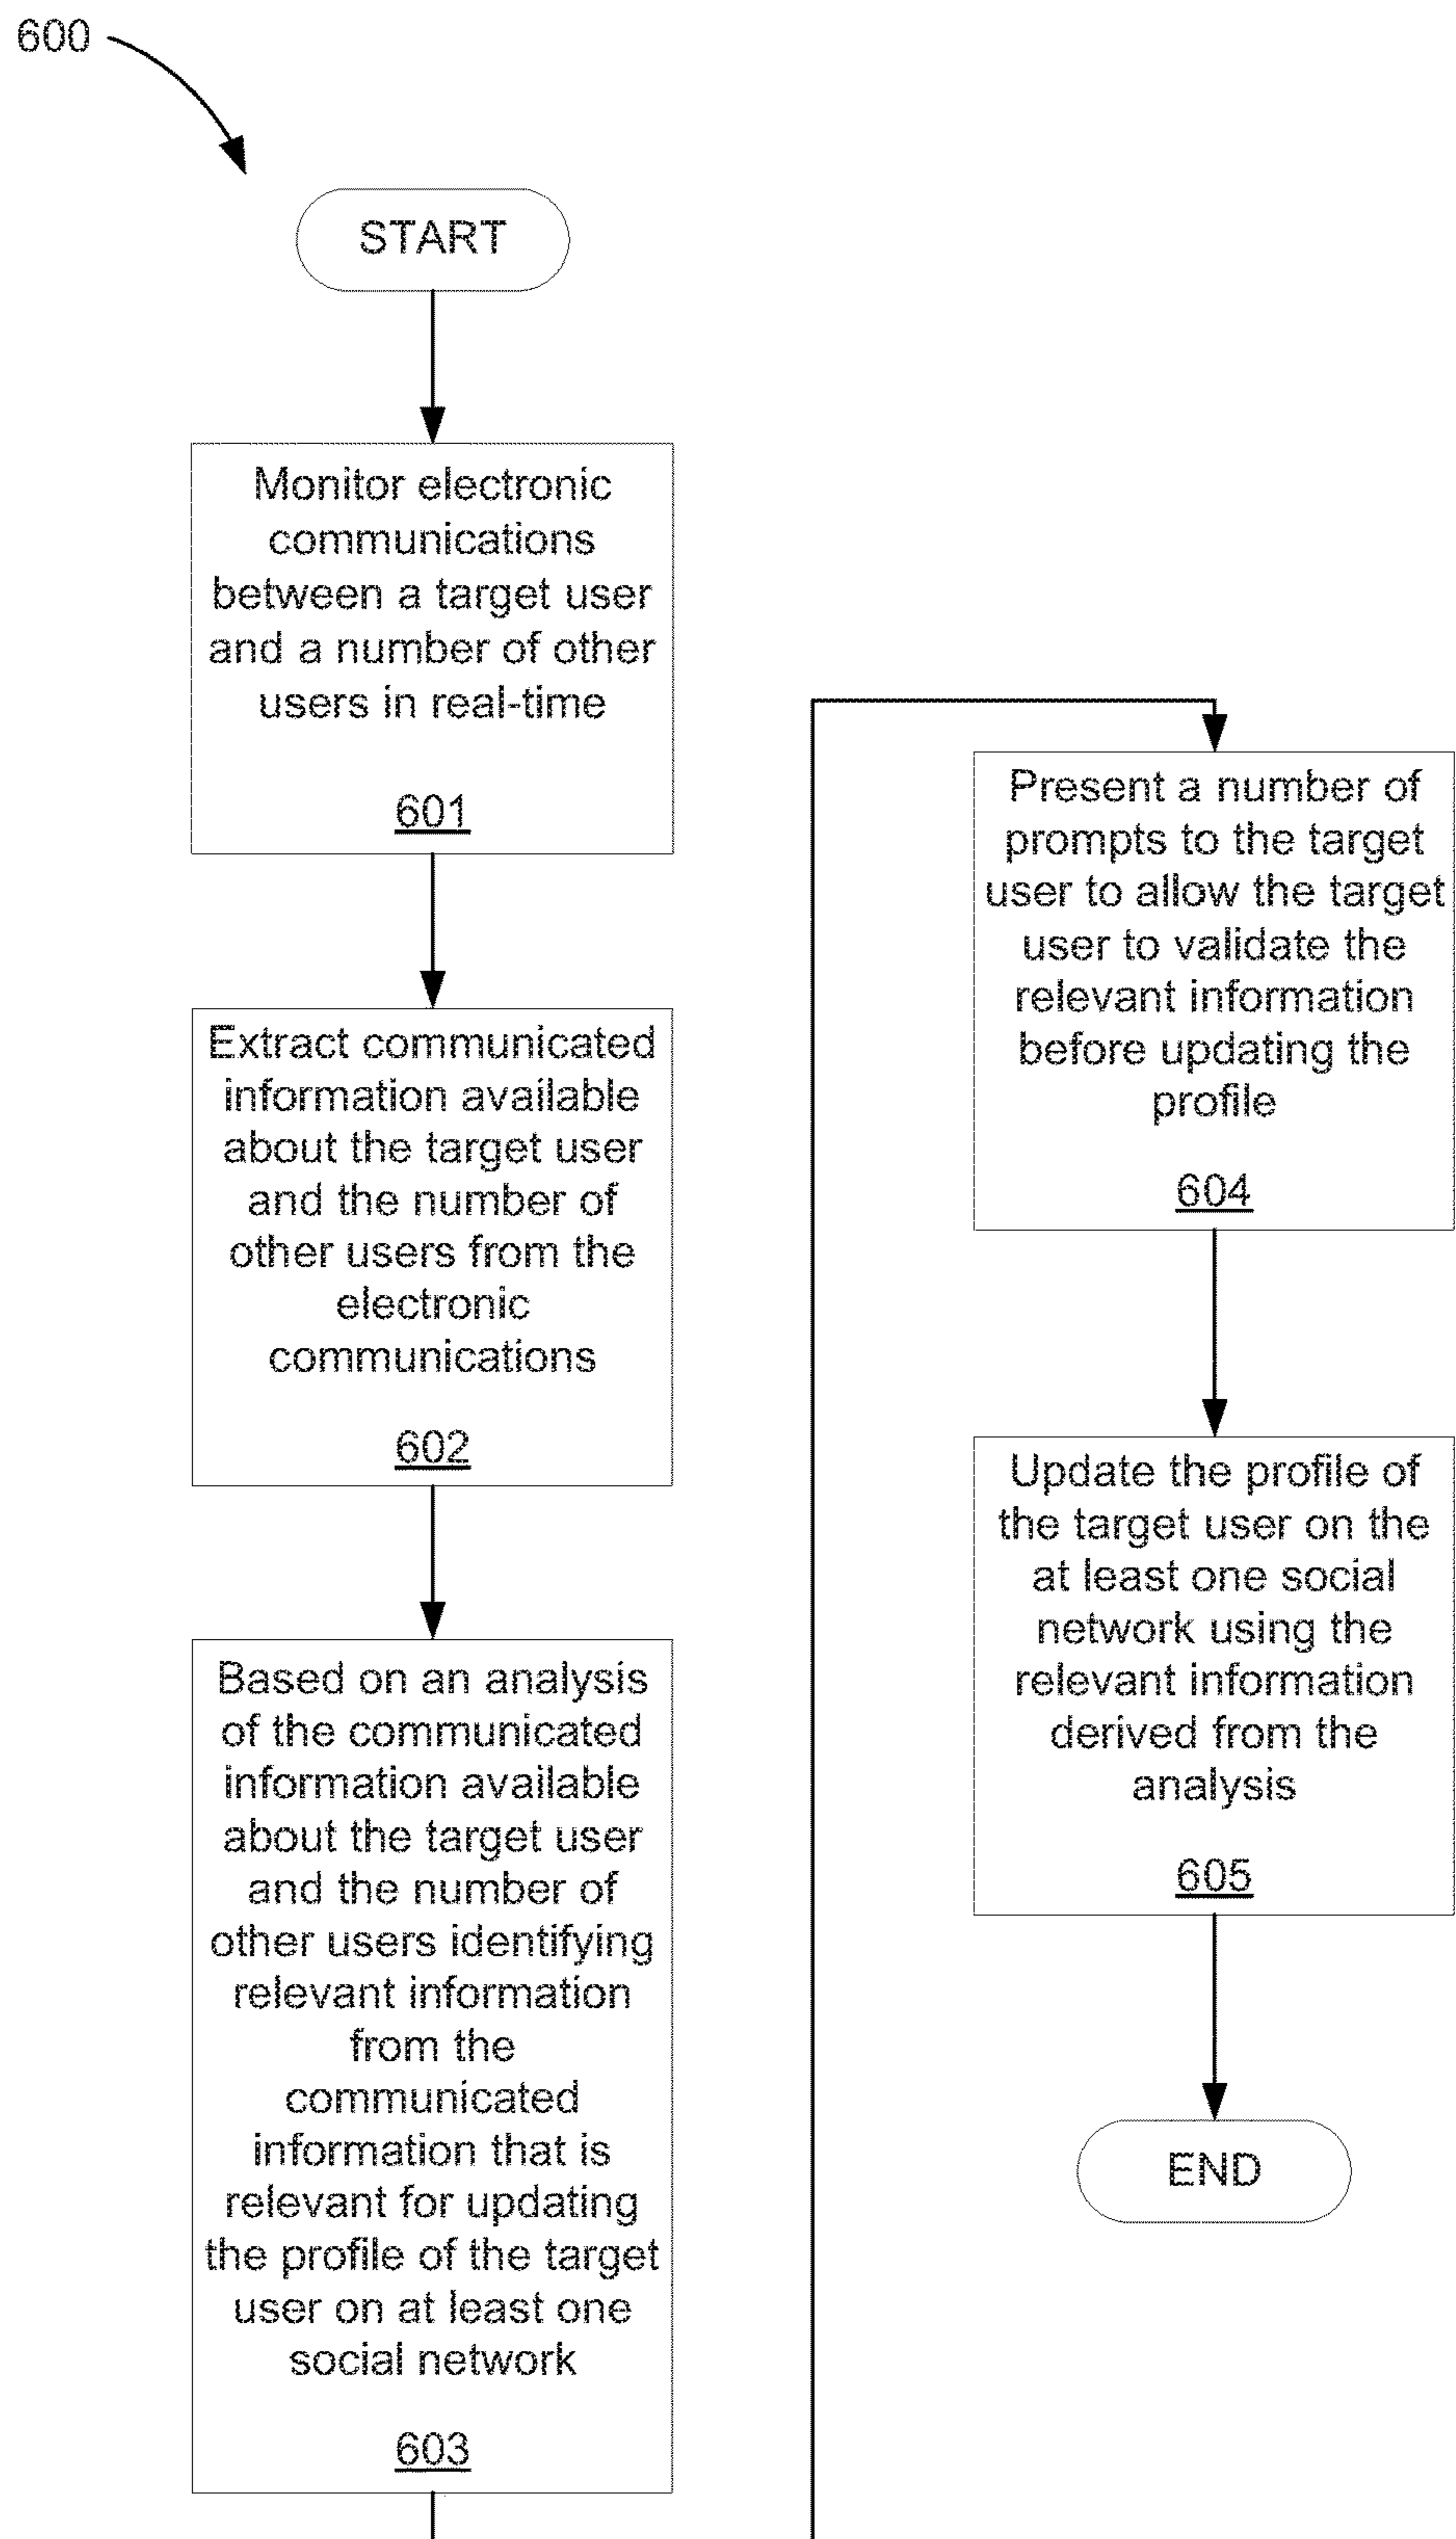 600
START
Monitor electronic
communications
between a target user
and a number of other
users in real-time
601
Extract communicated
information available
about the target user
and the number of
other users from the
electronic
communications
602
Based on an analysis
of the communicated
information available
about the target user
and the number of
other users identifying
relevant information
from the
communicated
information that is
relevant for updating
the profile of the target
user on at least one
social network
603
Present a number of
prompts to the target
user to allow the target
user to validate the
relevant information
before updating the
profile
604
Update the profile of
the target user on the
at least one social
network using the
relevant information
derived from the
analysis
605
END